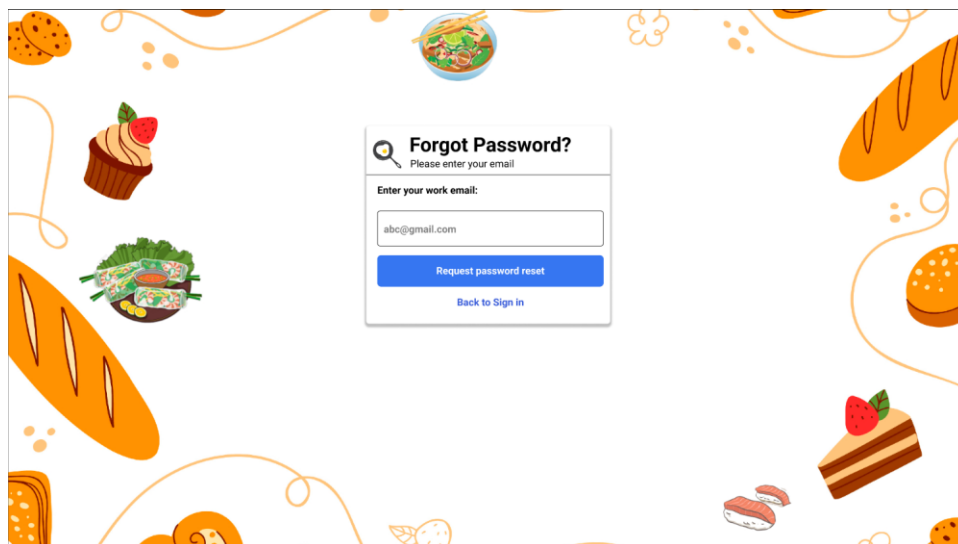 Forgot Password?
Please enter your email
Enter your work email:
abc@gmail.com
Request password reset
Back to Sign in